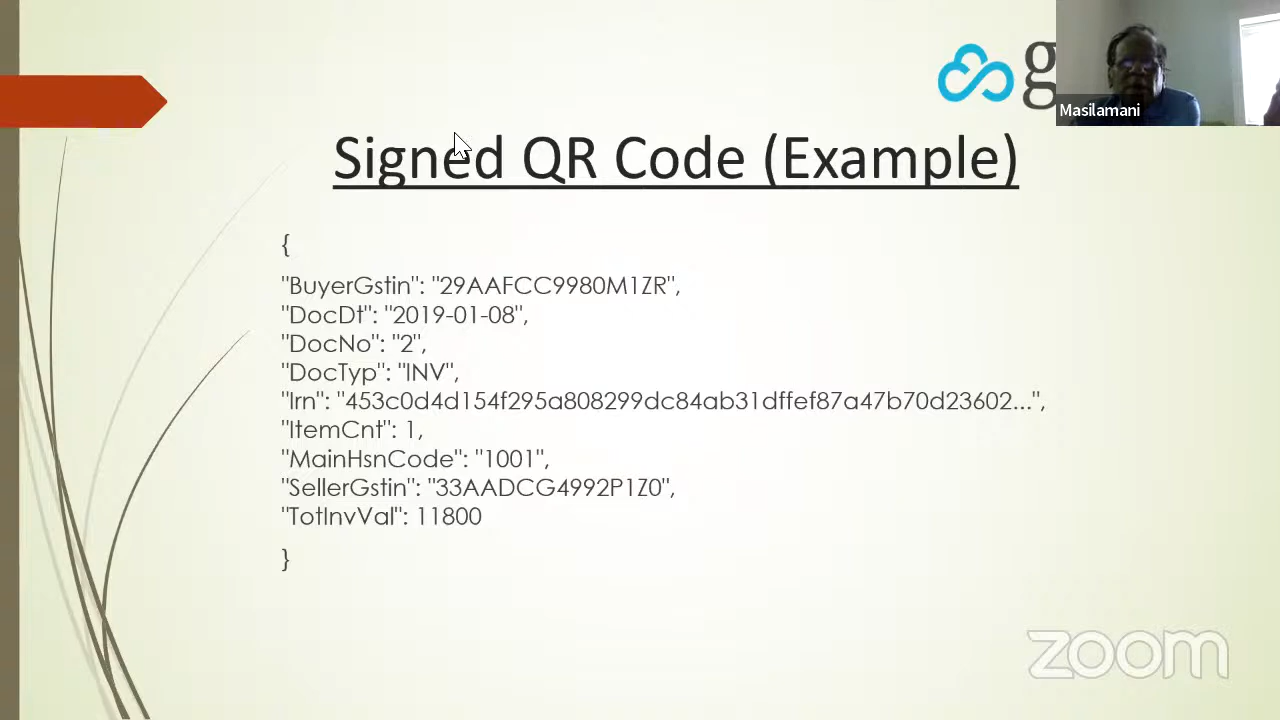 g
Masilamani
Signed QR Code (Example)
{
"BuyerGstin": "29AAFCC9980M1ZR",
"DocDt": "2019-01-08",
"DocNo": "2",
"DocTyp": "INV",
"Irn": "453c0d4d154f295a808299dc84ab31dffef87a47b70d23602...",
"ItemCnt": 1,
"MainHsnCode": "1001",
"SellerGstin": "33AADCG4992P1Z0",
"TotInvVal": 11800
}
zoom